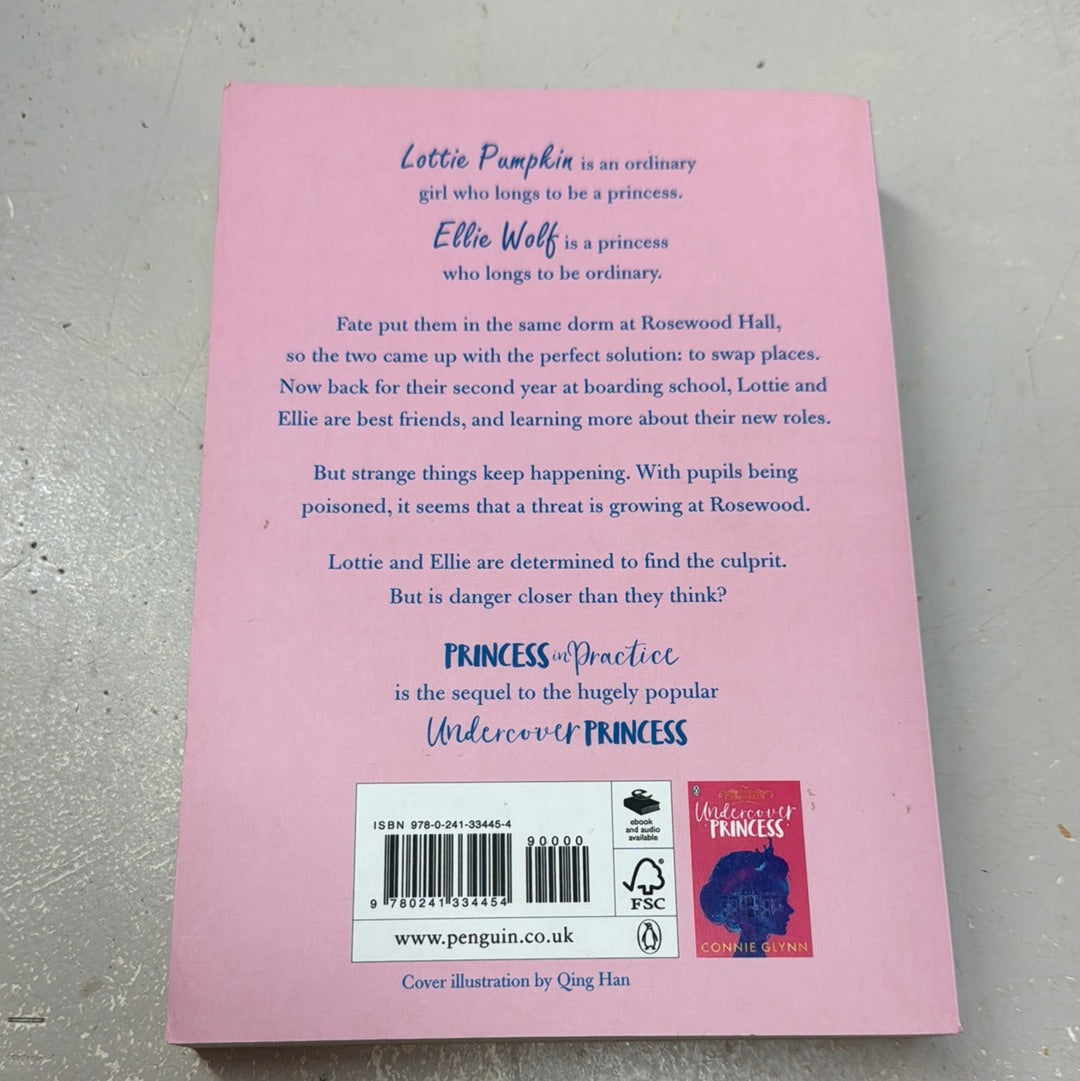 Lottie Pumpkin is an ordinary
girl who longs to be a princess.
Ellie Wolf is a princess
who longs to be ordinary.
Fate put them in the same dorm at Rosewood Hall,
so the two came up with the perfect solution: to swap places.
Now back for their second year at boarding school, Lottie and
Ellie are best friends, and learning more about their new roles.
But strange things keep happening. With pupils being
poisoned, it seems that a threat is growing at Rosewood.
Lottie and Ellie are determined to find the culprit.
But is danger closer than they think?
PRINCESS in Practice
is the sequel to the hugely popular
Undercover PRINCESS
ISBN 978-0-241-33445-4
90000
9 780241 334454
www.penguin.co.uk
ebook
and audio
available
FSC
Undercover
PRINCESS
CONNIE GLYNN
Cover illustration by Qing Han